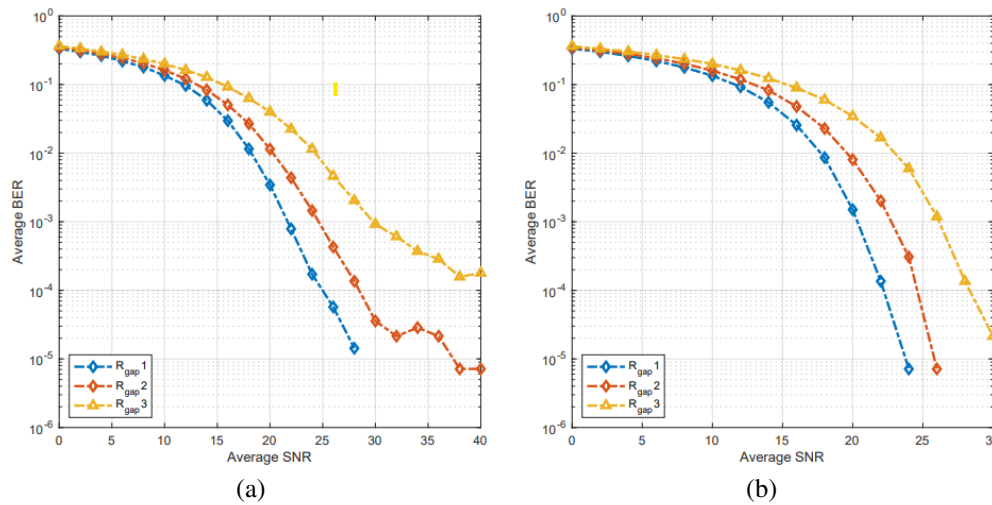 10^0
10^-1
10^-2
10^-3
10^-4
10^-5
10^-6
Average BER
0 5 10 15 20 25 30 35 40
Average SNR
R_gap 1
R_gap 2
R_gap 3
(a)
10^0
10^-1
10^-2
10^-3
10^-4
10^-5
10^-6
Average BER
0 5 10 15 20 25
Average SNR
R_gap 1
R_gap 2
R_gap 3
(b)